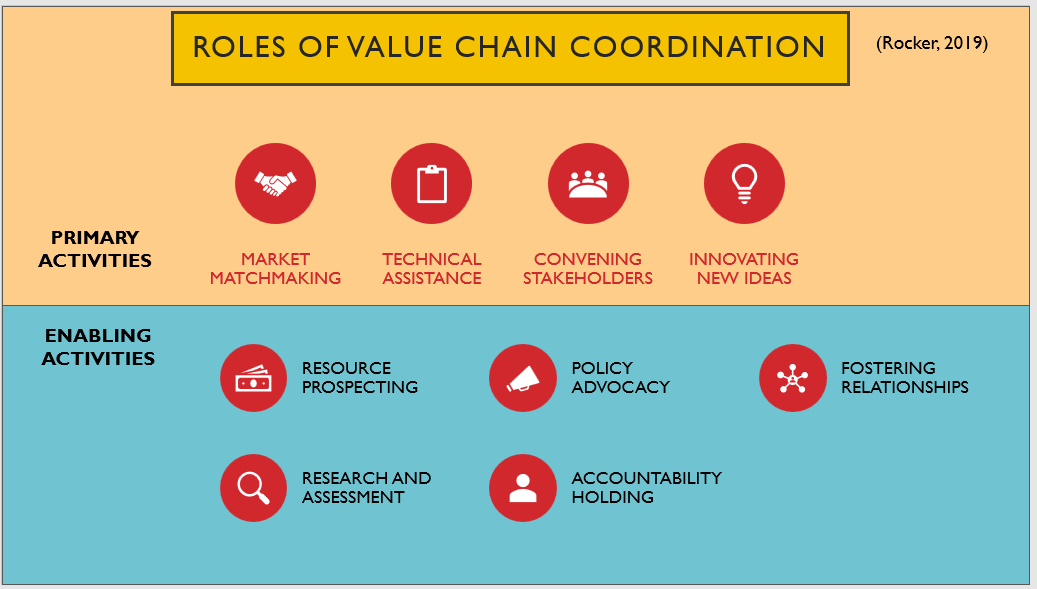 ROLES OF VALUE CHAIN COORDINATION
(Rocker, 2019)
PRIMARY
ACTIVITIES
MARKET
MATCHMAKING
TECHNICAL
ASSISTANCE
CONVENING
STAKEHOLDERS
INNOVATING
NEW IDEAS
ENABLING
ACTIVITIES
RESOURCE
PROSPECTING
POLICY
ADVOCACY
FOSTERING
RELATIONSHIPS
RESEARCH AND
ASSESSMENT
ACCOUNTABILITY
HOLDING